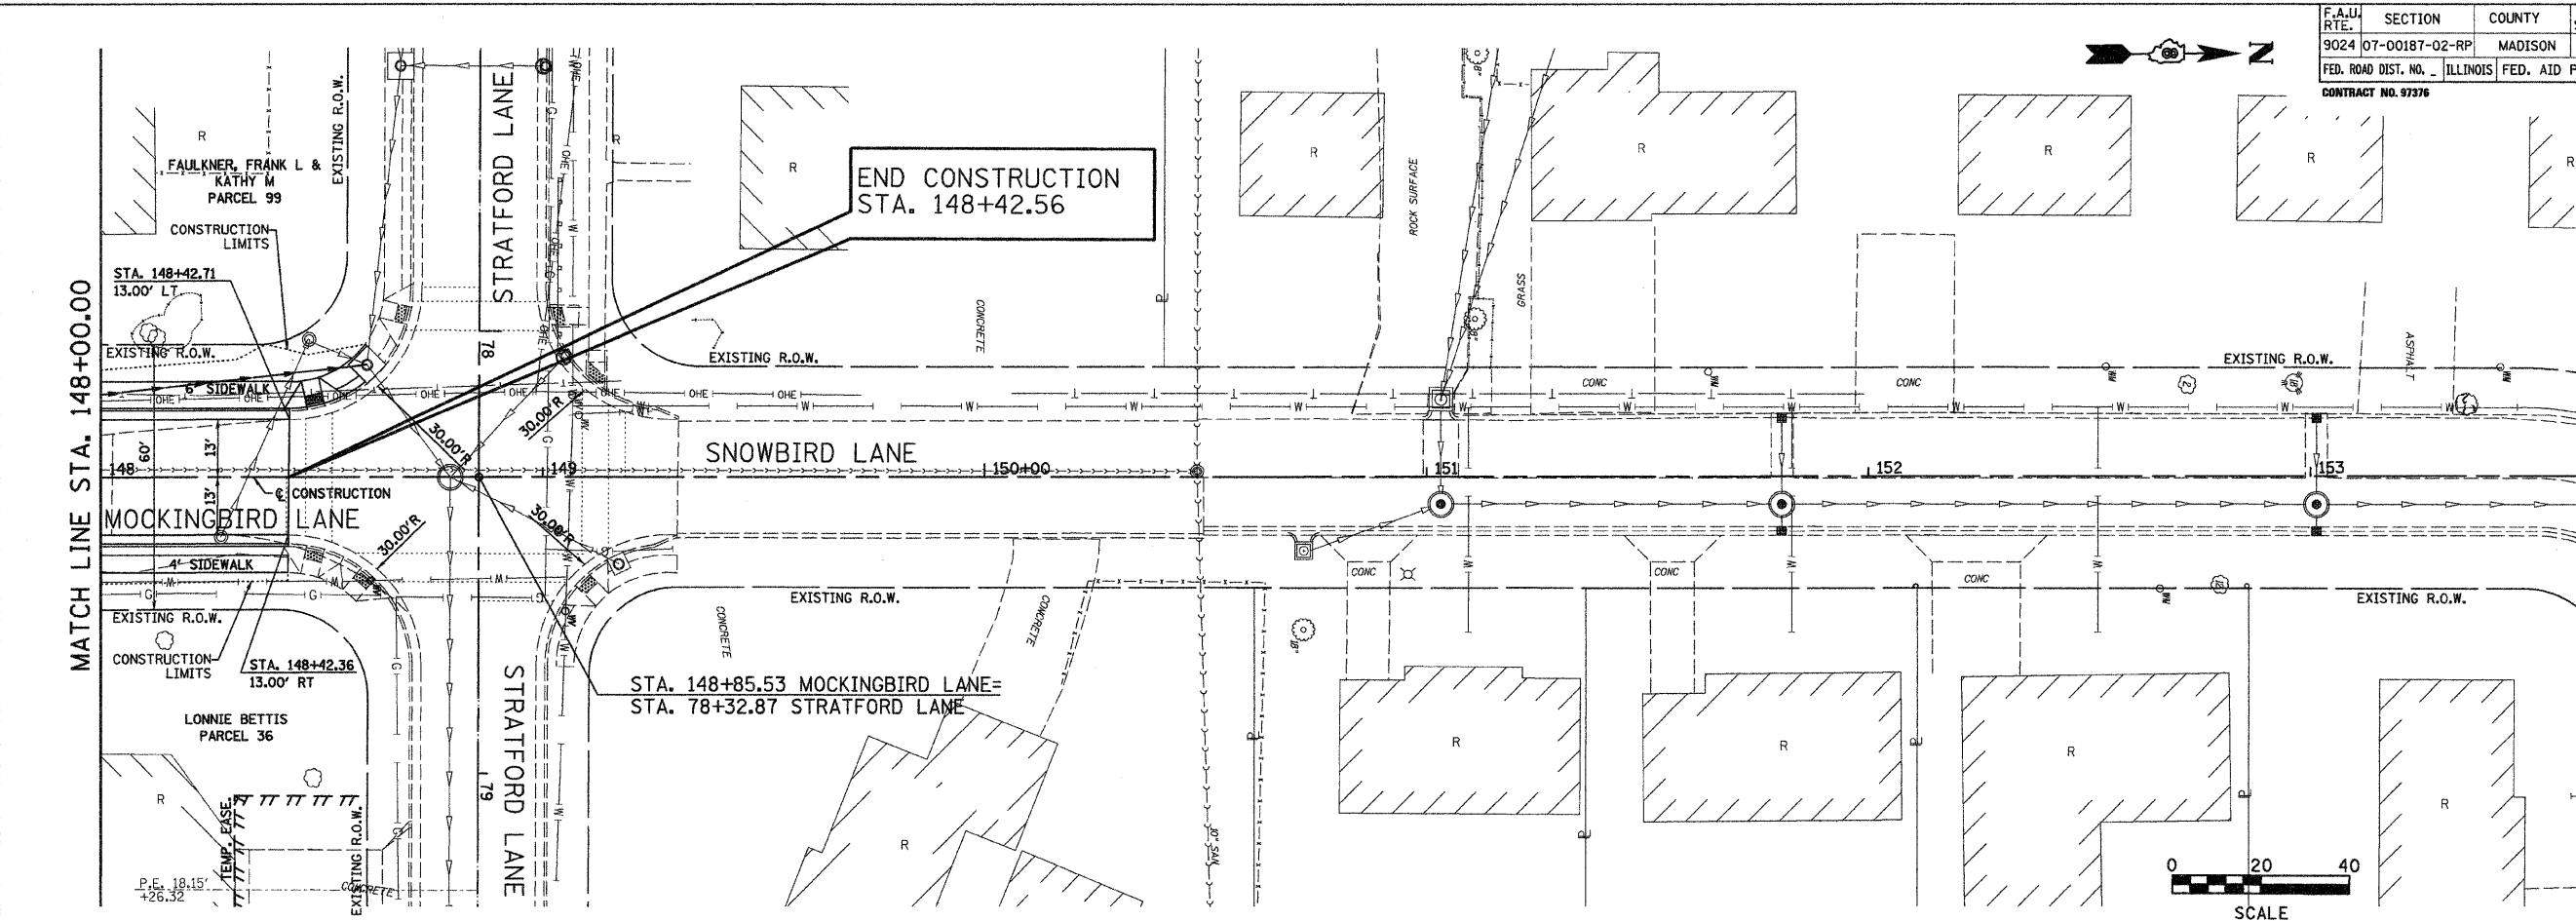 F.A.U. RTE. SECTION COUNTY
9024 07-00187-02-RP MADISON
FED. ROAD DIST. NO. _ ILLINOIS FED. AID P
CONTRACT NO. 97376
N
MATCH LINE STA. 148+00.00
FAULKNER, FRANK L &
KATHY M
PARCEL 99
EXISTING R.O.W.
CONSTRUCTION
LIMITS
STA. 148+42.71
13.00' LT
EXISTING R.O.W.
6' SIDEWALK
STRATFORD LANE
78
END CONSTRUCTION
STA. 148+42.56
30.00'R
30.00'R
SNOWBIRD LANE
EXISTING R.O.W.
CONCRETE
ROCK SURFACE
GRASS
CONC
CONC
ASPHALT
EXISTING R.O.W.
148
149
150+00
151
152
153
60'
13'
13'
℄ CONSTRUCTION
MOCKINGBIRD LANE
30.00'R
30.00'R
4' SIDEWALK
EXISTING R.O.W.
CONSTRUCTION
LIMITS
STA. 148+42.36
13.00' RT
LONNIE BETTIS
PARCEL 36
TEMP. EASE.
EXISTING R.O.W.
P.E. 18.15'
+26.32
CONCRETE
79
STRATFORD LANE
STA. 148+85.53 MOCKINGBIRD LANE=
STA. 78+32.87 STRATFORD LANE
EXISTING R.O.W.
CONCRETE
CONCRETE
10" SAN
CONC
CONC
CONC
EXISTING R.O.W.
18"
R
R
R
R
R
R
R
R
R
R
R
R
R
0 20 40
SCALE